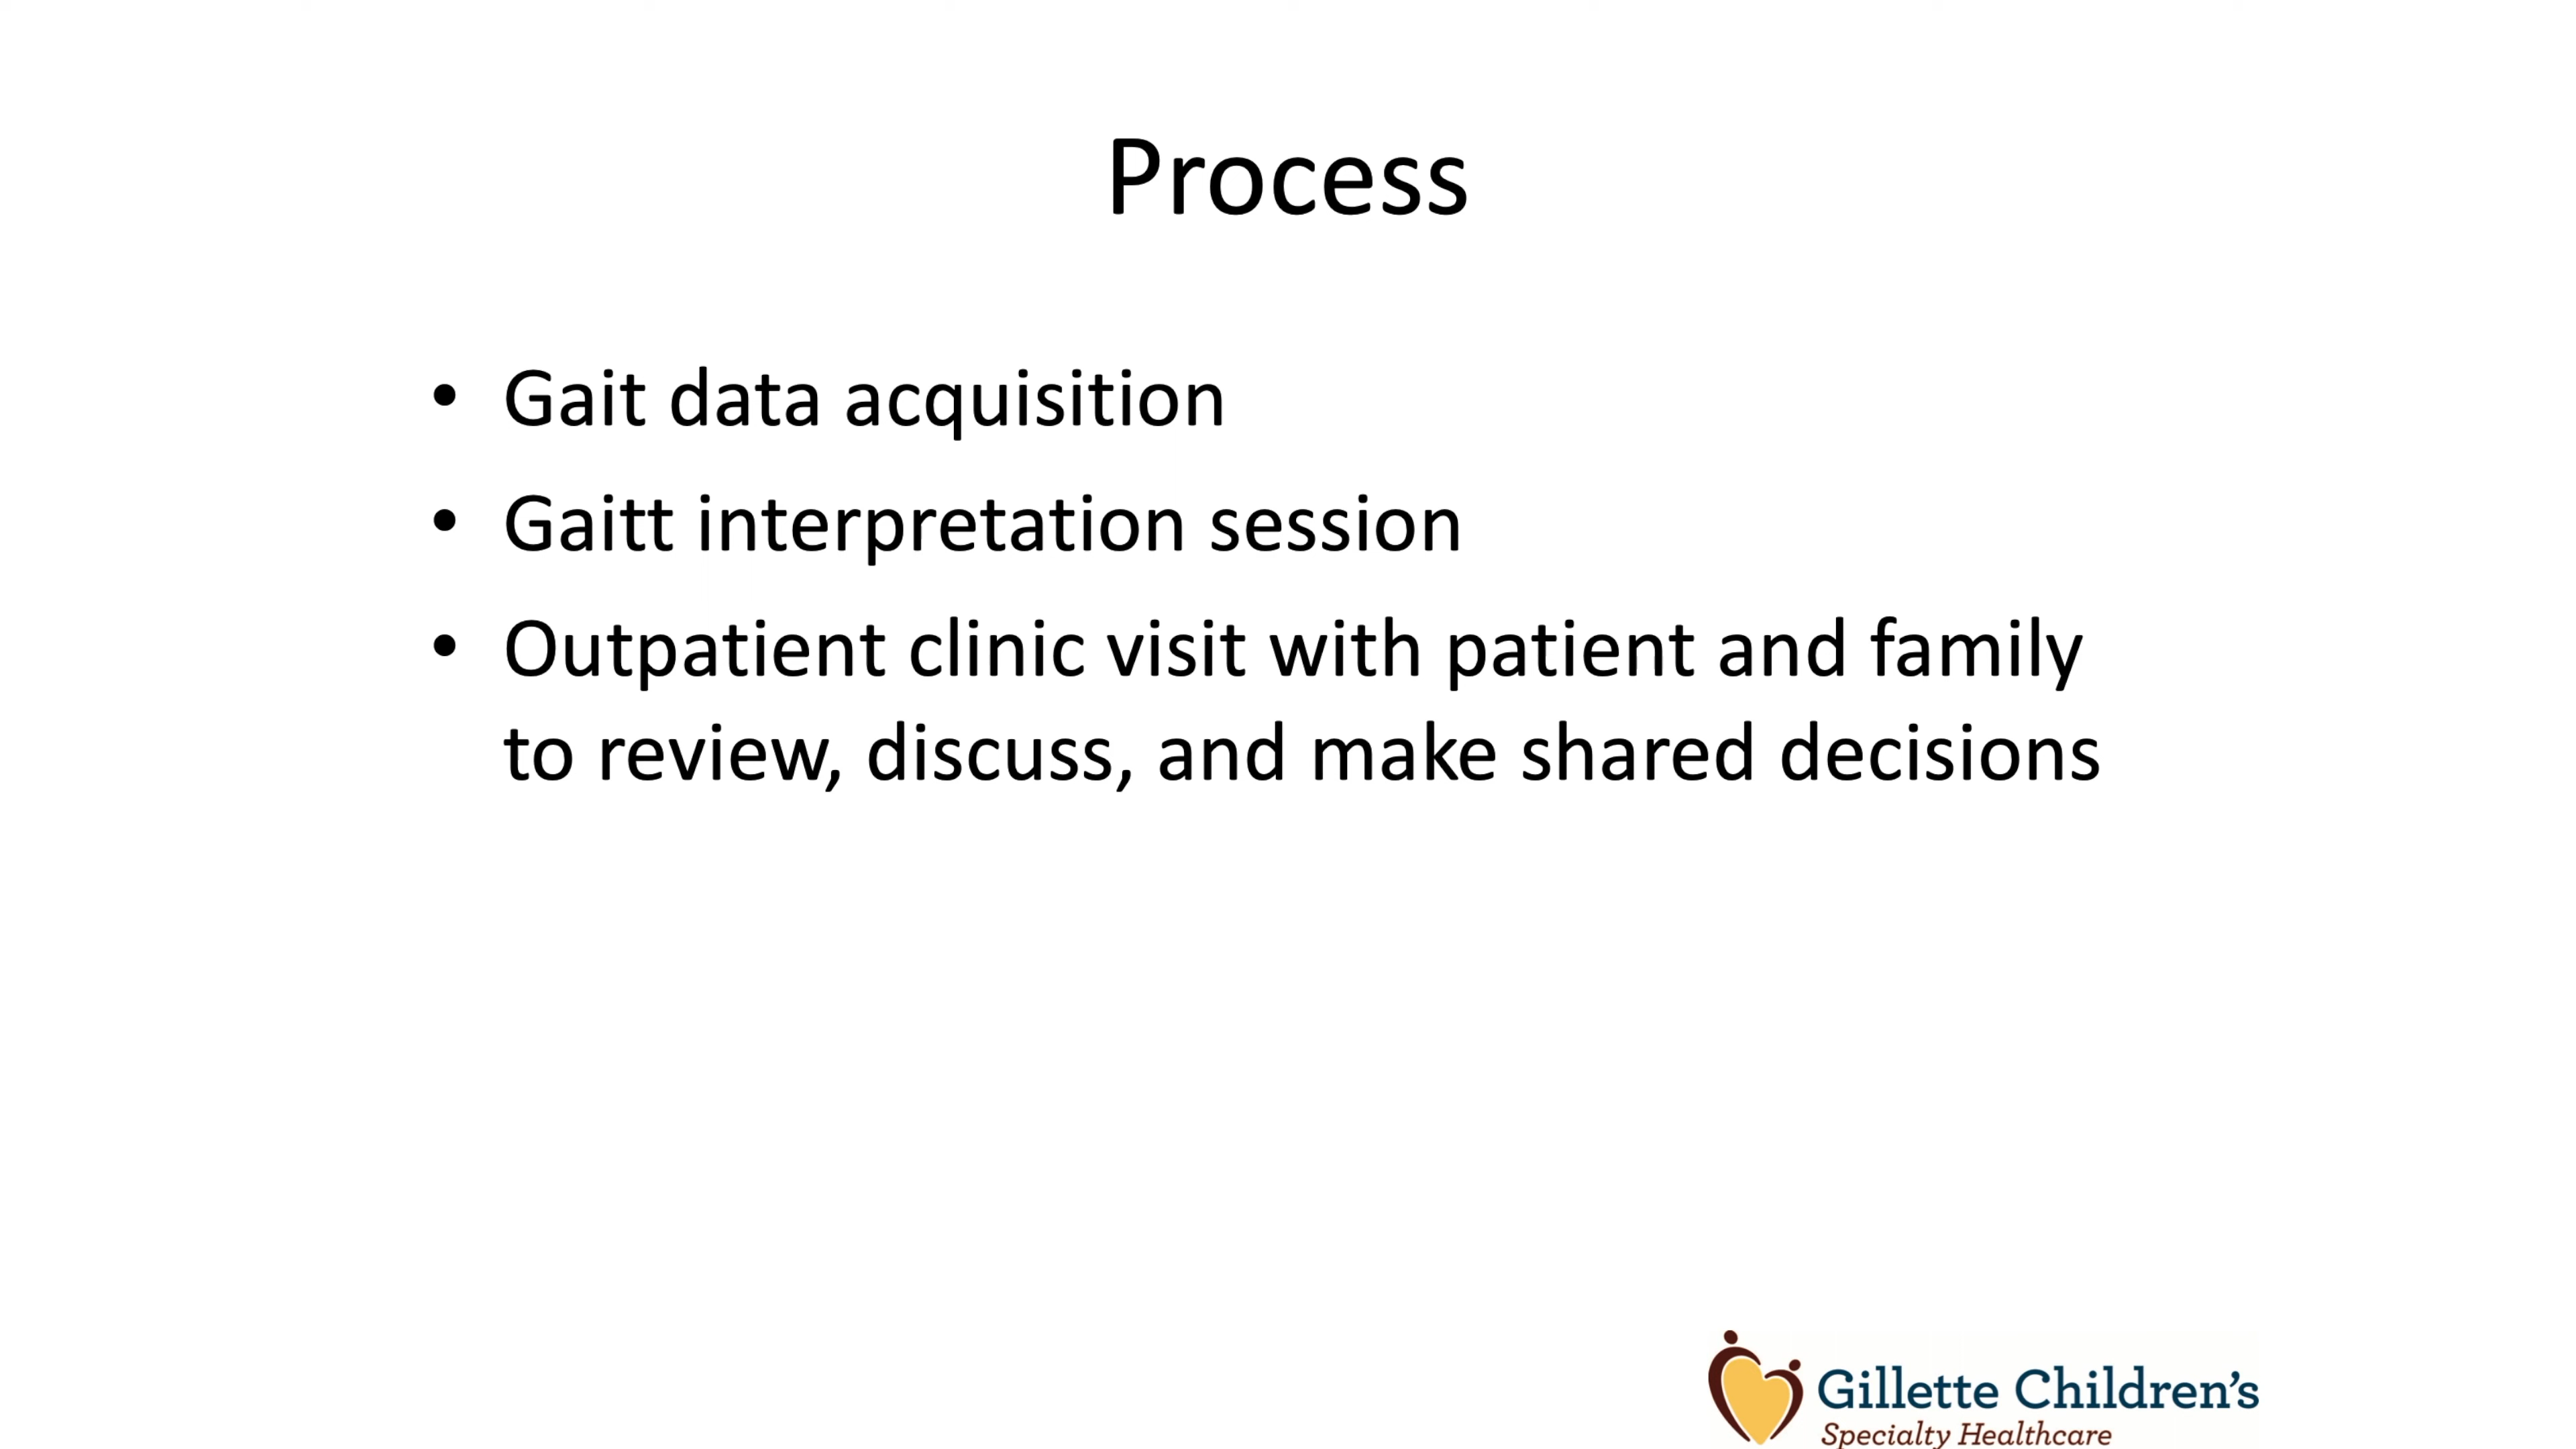 Process
• Gait data acquisition
• Gaitt interpretation session
• Outpatient clinic visit with patient and family
to review, discuss, and make shared decisions
Gillette Children's
Specialty Healthcare